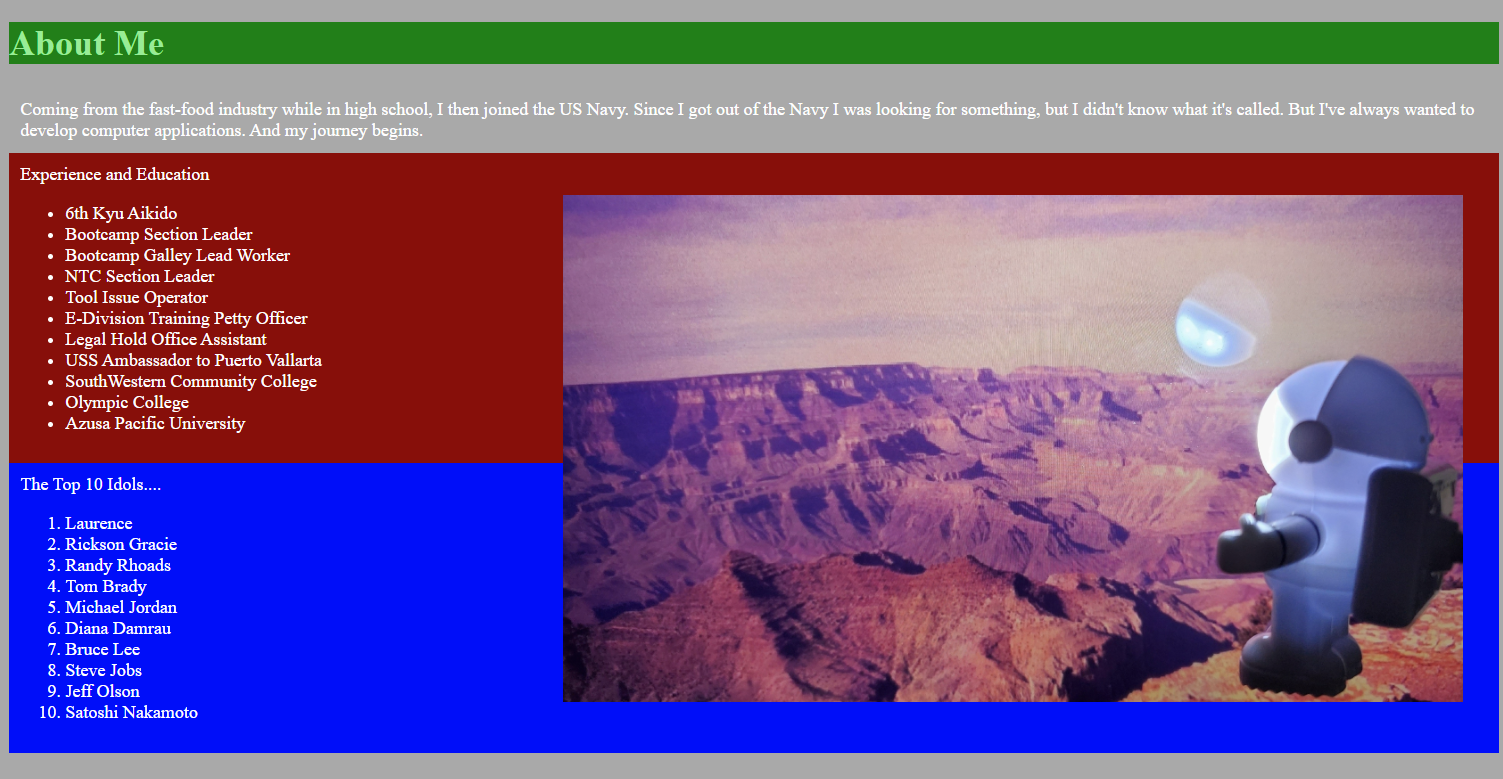 About Me
Coming from the fast-food industry while in high school, I then joined the US Navy. Since I got out of the Navy I was looking for something, but I didn't know what it's called. But I've always wanted to
develop computer applications. And my journey begins.
Experience and Education
• 6th Kyu Aikido
• Bootcamp Section Leader
• Bootcamp Galley Lead Worker
• NTC Section Leader
• Tool Issue Operator
• E-Division Training Petty Officer
• Legal Hold Office Assistant
• USS Ambassador to Puerto Vallarta
• SouthWestern Community College
• Olympic College
• Azusa Pacific University
The Top 10 Idols....
1. Laurence
2. Rickson Gracie
3. Randy Rhoads
4. Tom Brady
5. Michael Jordan
6. Diana Damrau
7. Bruce Lee
8. Steve Jobs
9. Jeff Olson
10. Satoshi Nakamoto